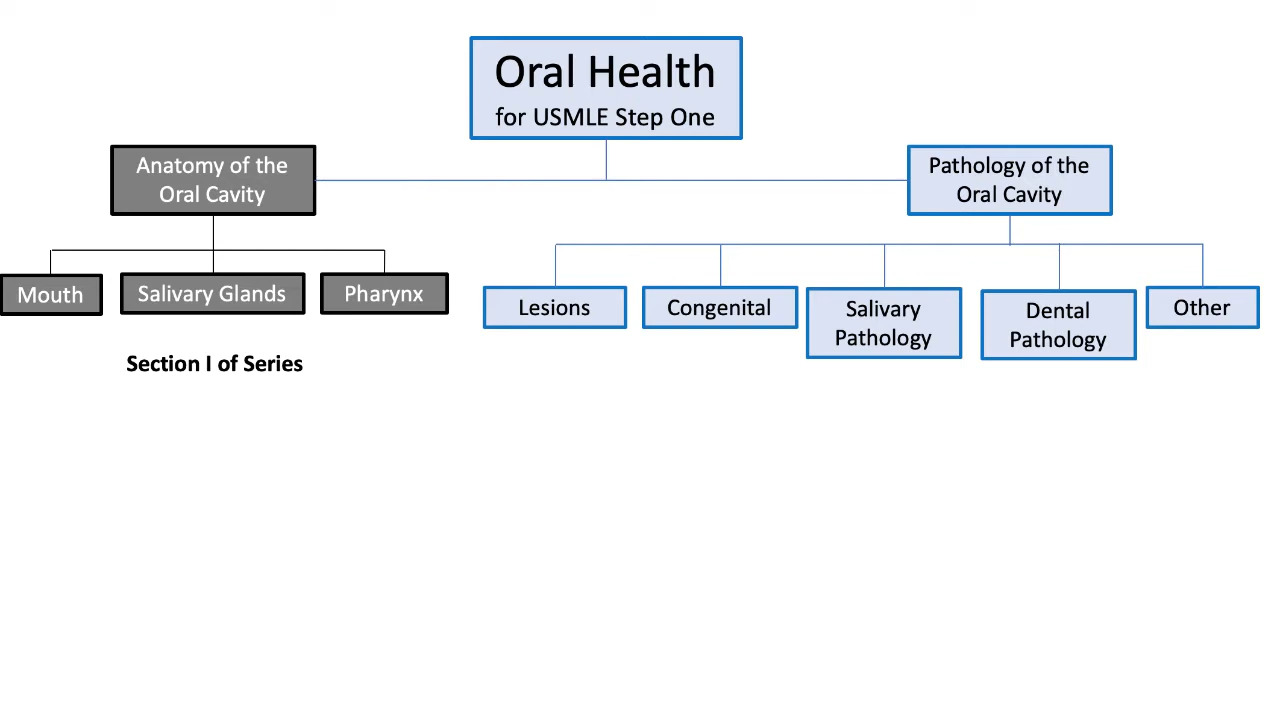 Oral Health
for USMLE Step One
Anatomy of the
Oral Cavity
Pathology of the
Oral Cavity
Mouth
Salivary Glands
Pharynx
Lesions
Congenital
Salivary
Pathology
Dental
Pathology
Other
Section I of Series